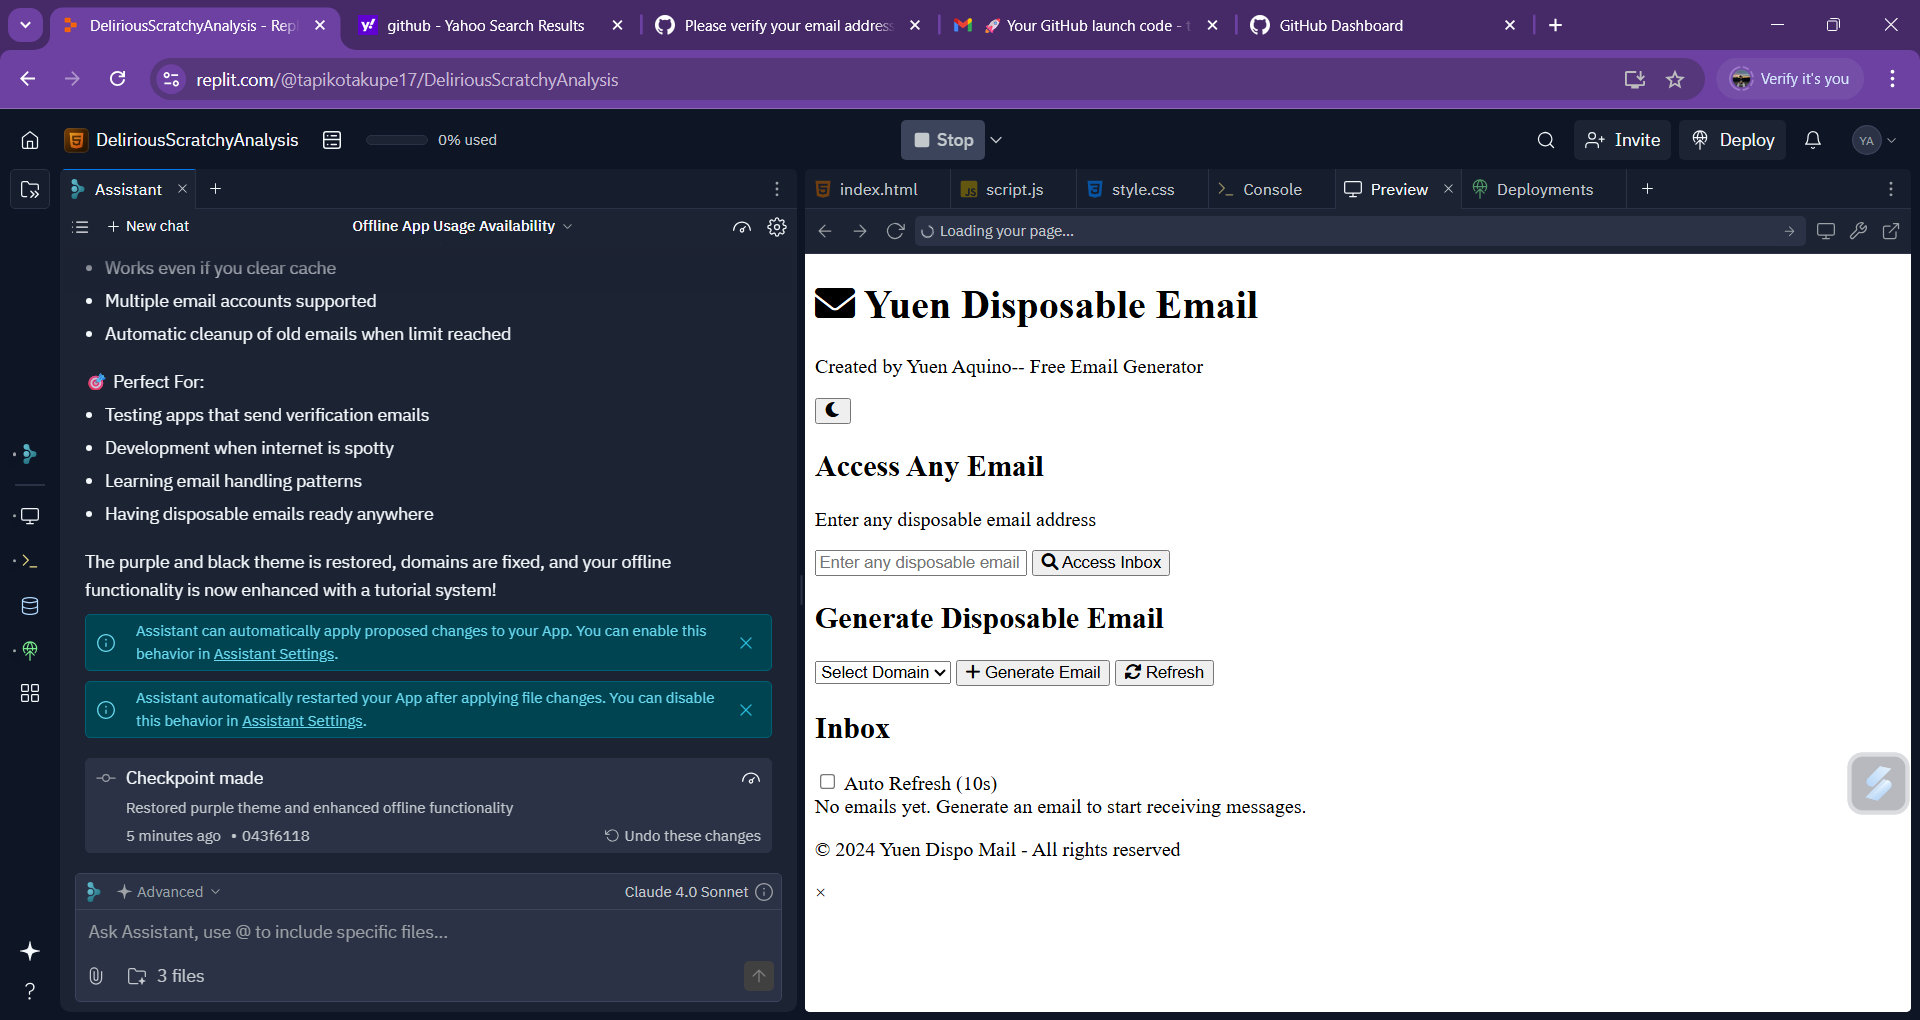 DeliriousScratchyAnalysis - Repl
github - Yahoo Search Results
Please verify your email address
Your GitHub launch code - t
GitHub Dashboard
replit.com/@tapikotakupe17/DeliriousScratchyAnalysis
Verify it's you
DeliriousScratchyAnalysis
0% used
Stop
Invite
Deploy
YA
Assistant
New chat
Offline App Usage Availability
• Works even if you clear cache
• Multiple email accounts supported
• Automatic cleanup of old emails when limit reached
🎯 Perfect For:
• Testing apps that send verification emails
• Development when internet is spotty
• Learning email handling patterns
• Having disposable emails ready anywhere
The purple and black theme is restored, domains are fixed, and your offline
functionality is now enhanced with a tutorial system!
Assistant can automatically apply proposed changes to your App. You can enable this
behavior in Assistant Settings.
Assistant automatically restarted your App after applying file changes. You can disable
this behavior in Assistant Settings.
Checkpoint made
Restored purple theme and enhanced offline functionality
5 minutes ago • 043f6118
Undo these changes
Advanced
Claude 4.0 Sonnet
Ask Assistant, use @ to include specific files...
3 files
index.html
JS script.js
style.css
Console
Preview
Deployments
Loading your page...
Yuen Disposable Email
Created by Yuen Aquino-- Free Email Generator
Access Any Email
Enter any disposable email address
Enter any disposable email
Access Inbox
Generate Disposable Email
Select Domain
Generate Email
Refresh
Inbox
Auto Refresh (10s)
No emails yet. Generate an email to start receiving messages.
© 2024 Yuen Dispo Mail - All rights reserved
×